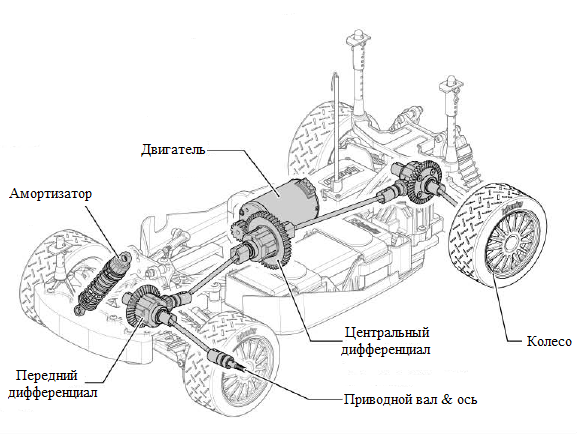 Двигатель
Амортизатор
Центральный
дифференциал
Колесо
Передний
дифференциал
Приводной вал & ось